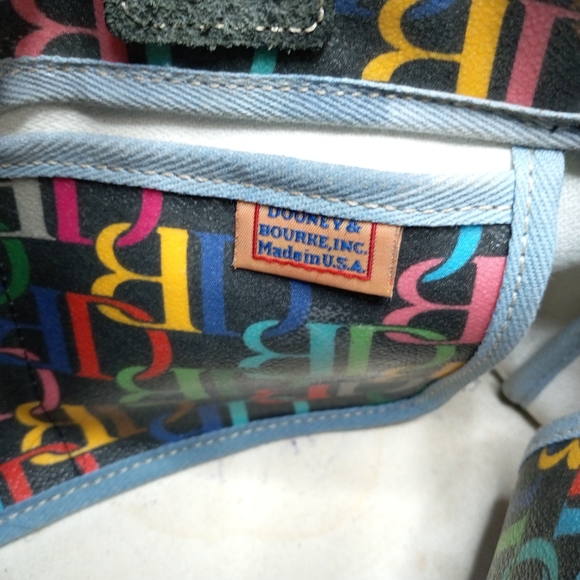 DOONEY &
BOURKE, INC.
Made in U.S.A.